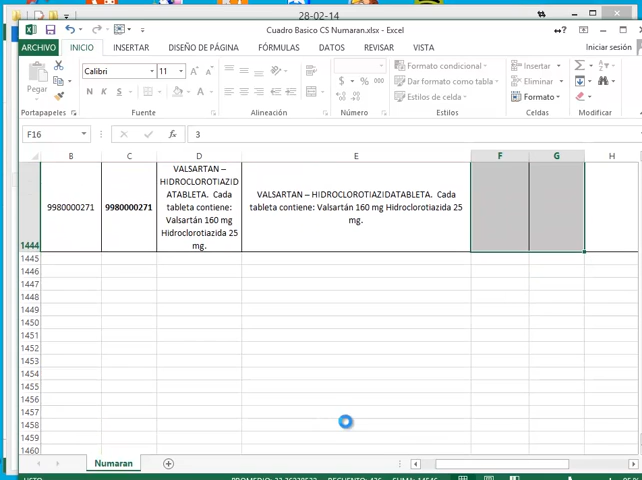 28-02-14
Cuadro Basico CS Numaran.xlsx - Excel
ARCHIVO INICIO INSERTAR DISEÑO DE PÁGINA FÓRMULAS DATOS REVISAR VISTA Iniciar sesión
Pegar
Calibri 11
N K S
$ % 000
Formato condicional
Dar formato como tabla
Estilos de celda
Insertar
Eliminar
Formato
Portapapeles Fuente Alineación Número Estilos Celdas Modificar
F16 fx 3
B C D E F G H
1444 9980000271 9980000271
VALSARTAN –
HIDROCLOROTIAZID
ATABLETA. Cada
tableta contiene:
Valsartán 160 mg
Hidroclorotiazida 25
mg.
VALSARTAN – HIDROCLOROTIAZIDATABLETA. Cada
tableta contiene: Valsartán 160 mg Hidroclorotiazida 25
mg.
1445
1446
1447
1448
1449
1450
1451
1452
1453
1454
1455
1456
1457
1458
1459
1460
Numaran